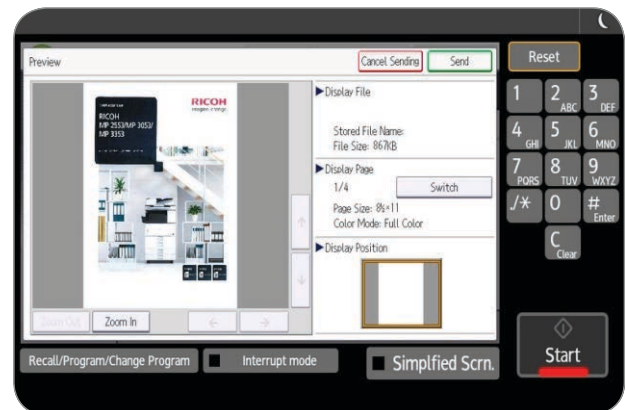 Preview
Cancel Sending
Send
RICOH
imagine. change.
RICOH
MP 2553/MP 3053/
MP 3353
Zoom Out
Zoom In
▶Display File
Stored File Name:
File Size: 867KB
▶Display Page
1/4
Switch
Page Size: 8½×11
Color Mode: Full Color
▶Display Position
Reset
1
2 ABC
3 DEF
4 GHI
5 JKL
6 MNO
7 PQRS
8 TUV
9 WXYZ
./*
0
# Enter
C Clear
Start
Recall/Program/Change Program
Interrupt mode
Simplfied Scrn.